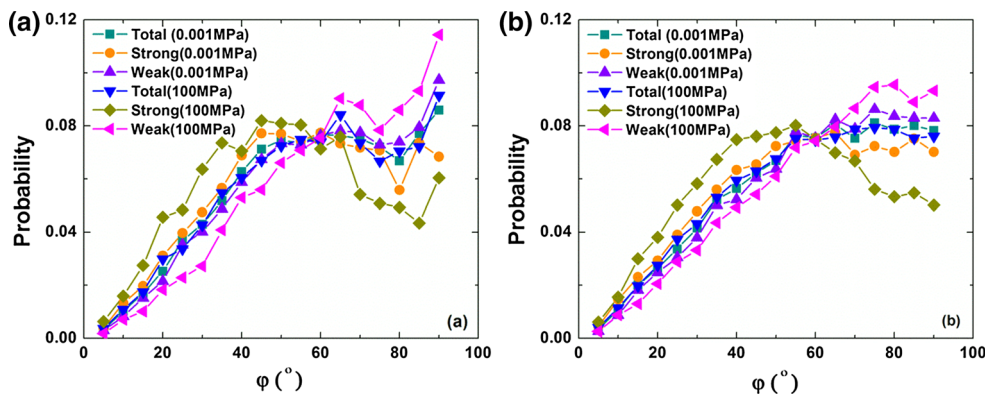 (a)
Total (0.001MPa)
Strong(0.001MPa)
Weak(0.001MPa)
Total(100MPa)
Strong(100MPa)
Weak(100MPa)
0.12
0.08
0.04
0.00
Probability
0 20 40 60 80 100
φ (°)
(a)
(b)
Total (0.001MPa)
Strong(0.001MPa)
Weak(0.001MPa)
Total(100MPa)
Strong(100MPa)
Weak(100MPa)
0.12
0.08
0.04
0.00
Probability
0 20 40 60 80 100
φ (°)
(b)